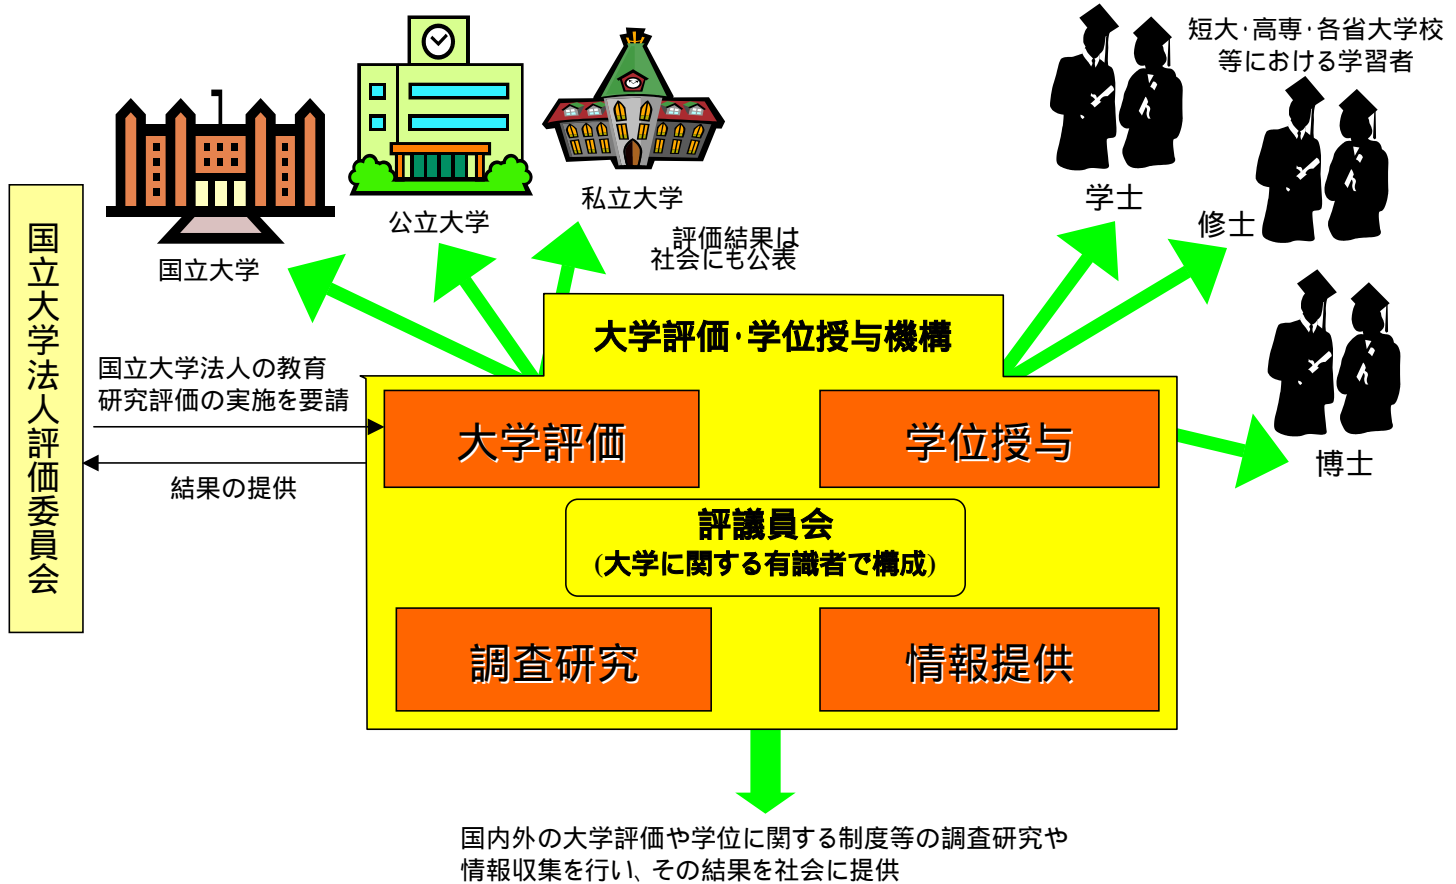 短大・高専・各省大学校
等における学習者
国立大学
公立大学
私立大学
評価結果は
社会にも公表
学士
修士
博士
国立大学法人評価委員会
国立大学法人の教育
研究評価の実施を要請
結果の提供
大学評価・学位授与機構
大学評価
学位授与
評議員会
(大学に関する有識者で構成)
調査研究
情報提供
国内外の大学評価や学位に関する制度等の調査研究や
情報収集を行い、その結果を社会に提供